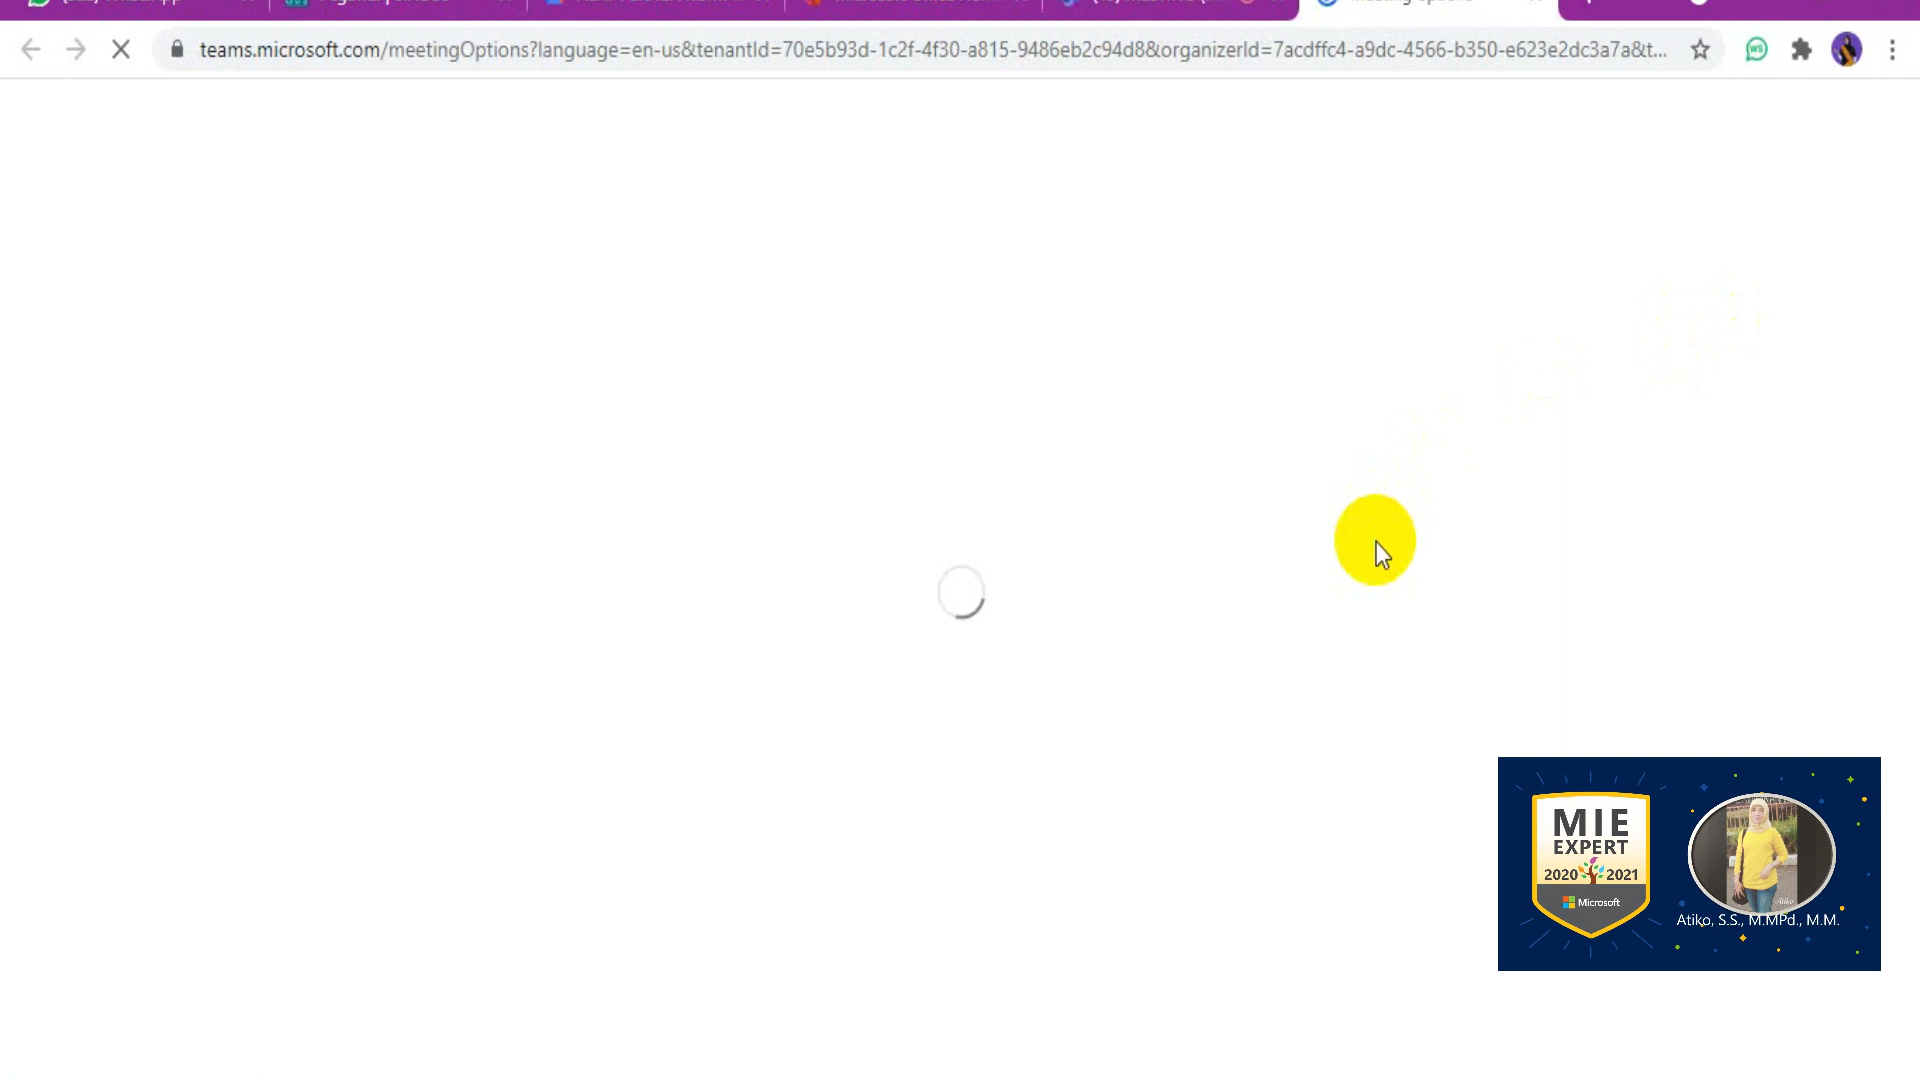 teams.microsoft.com/meetingOptions?language=en-us&tenantId=70e5b93d-1c2f-4f30-a815-9486eb2c94d8&organizerId=7acdffc4-a9dc-4566-b350-e623e2dc3a7a&t...
MIE
EXPERT
2020 2021
Microsoft
Atiko, S.S., M.MPd., M.M.